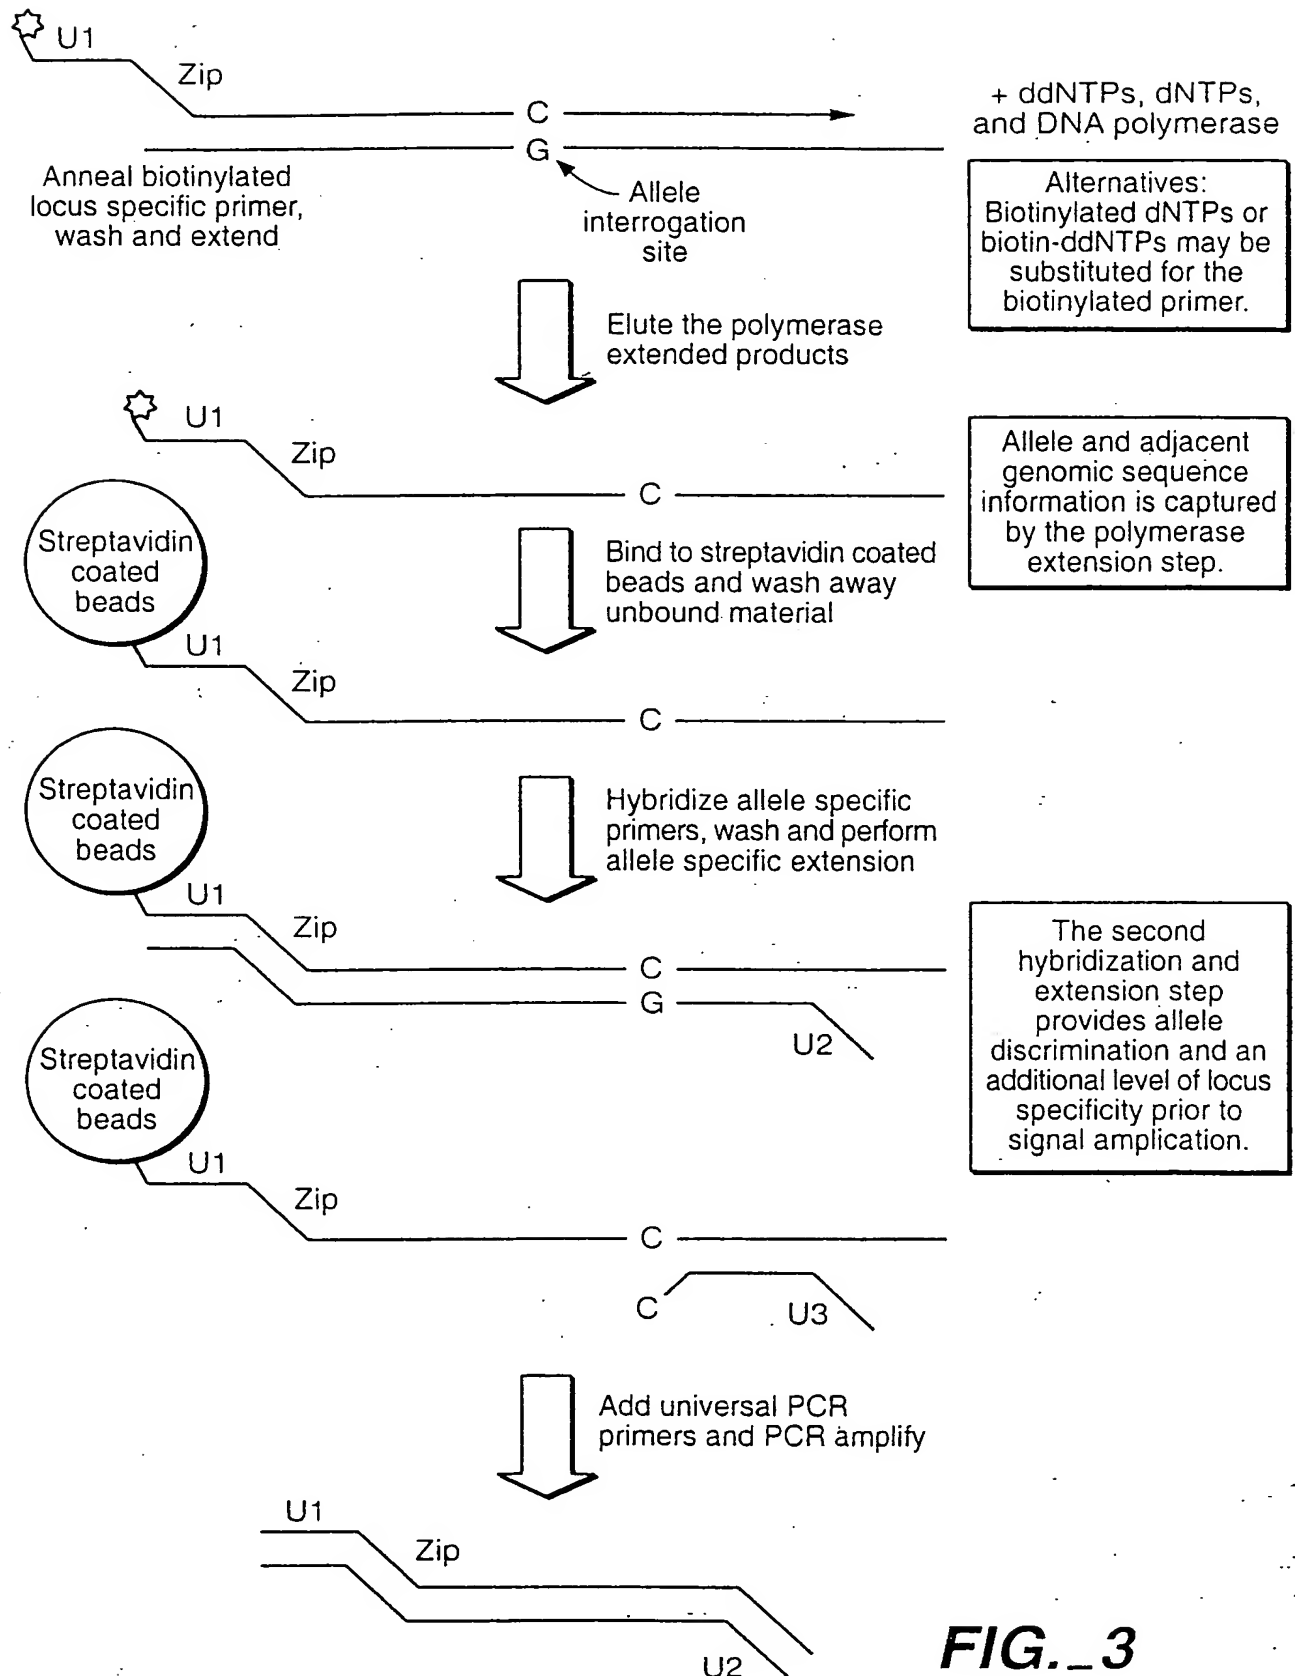 U1
Zip
C
+ ddNTPs, dNTPs,
and DNA polymerase
G
Anneal biotinylated
locus specific primer,
wash and extend
Allele
interrogation
site
Alternatives:
Biotinylated dNTPs or
biotin-ddNTPs may be
substituted for the
biotinylated primer.
Elute the polymerase
extended products
U1
Zip
C
Allele and adjacent
genomic sequence
information is captured
by the polymerase
extension step.
Streptavidin
coated
beads
Bind to streptavidin coated
beads and wash away
unbound material
U1
Zip
C
Streptavidin
coated
beads
Hybridize allele specific
primers, wash and perform
allele specific extension
U1
Zip
C
G
U2
The second
hybridization and
extension step
provides allele
discrimination and an
additional level of locus
specificity prior to
signal amplication.
Streptavidin
coated
beads
U1
Zip
C
C
U3
Add universal PCR
primers and PCR amplify
U1
Zip
U2
FIG._3